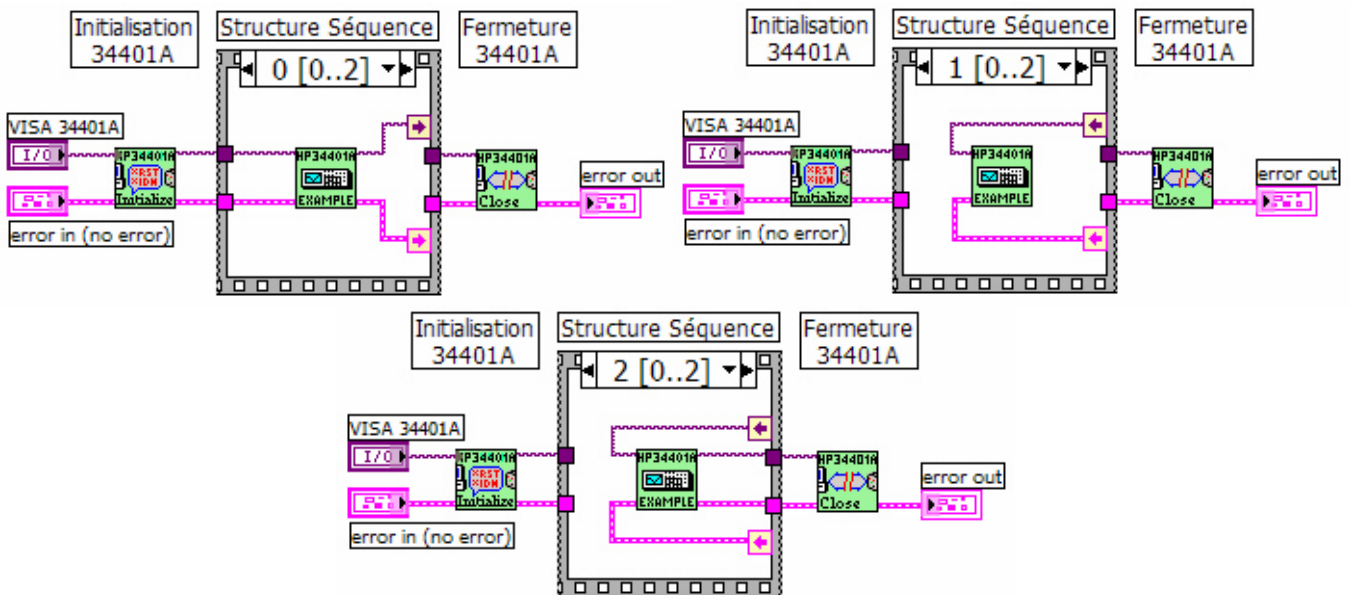 Initialisation
34401A
Structure Séquence
Fermeture
34401A
0 [0..2]
VISA 34401A
I/O
HP34401A
*RST
*IDN
Initialize
HP34401A
EXAMPLE
HP34401A
Close
error out
error in (no error)
Initialisation
34401A
Structure Séquence
Fermeture
34401A
1 [0..2]
VISA 34401A
I/O
HP34401A
*RST
*IDN
Initialize
HP34401A
EXAMPLE
HP34401A
Close
error out
error in (no error)
Initialisation
34401A
Structure Séquence
Fermeture
34401A
2 [0..2]
VISA 34401A
I/O
HP34401A
*RST
*IDN
Initialize
HP34401A
EXAMPLE
HP34401A
Close
error out
error in (no error)